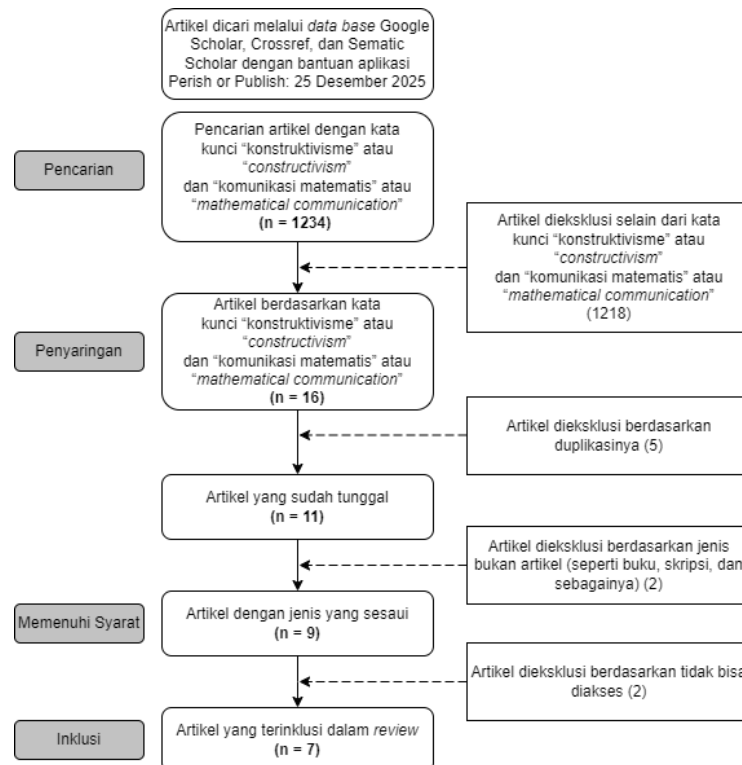 Artikel dicari melalui data base Google
Scholar, Crossref, dan Sematic
Scholar dengan bantuan aplikasi
Perish or Publish: 25 Desember 2025
Pencarian
Pencarian artikel dengan kata
kunci “konstruktivisme” atau
“constructivism”
dan “komunikasi matematis” atau
“mathematical communication”
(n = 1234)
Artikel dieksklusi selain dari kata
kunci “konstruktivisme” atau
“constructivism”
dan “komunikasi matematis” atau
“mathematical communication”
(1218)
Penyaringan
Artikel berdasarkan kata
kunci “konstruktivisme” atau
“constructivism”
dan “komunikasi matematis” atau
“mathematical communication”
(n = 16)
Artikel dieksklusi berdasarkan
duplikasinya (5)
Artikel yang sudah tunggal
(n = 11)
Artikel dieksklusi berdasarkan jenis
bukan artikel (seperti buku, skripsi, dan
sebagainya) (2)
Memenuhi Syarat
Artikel dengan jenis yang sesaui
(n = 9)
Artikel dieksklusi berdasarkan tidak bisa
diakses (2)
Inklusi
Artikel yang terinklusi dalam review
(n = 7)